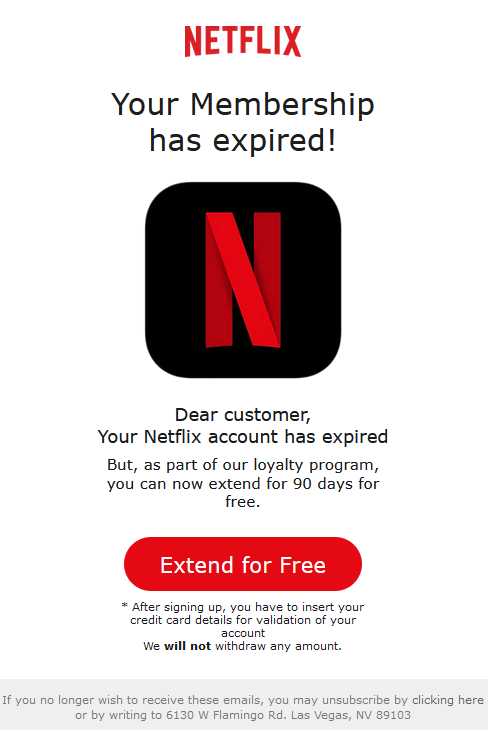 NETFLIX
Your Membership
has expired!
N
Dear customer,
Your Netflix account has expired
But, as part of our loyalty program,
you can now extend for 90 days for
free.
Extend for Free
* After signing up, you have to insert your
credit card details for validation of your
account
We will not withdraw any amount.
If you no longer wish to receive these emails, you may unsubscribe by clicking here
or by writing to 6130 W Flamingo Rd. Las Vegas, NV 89103